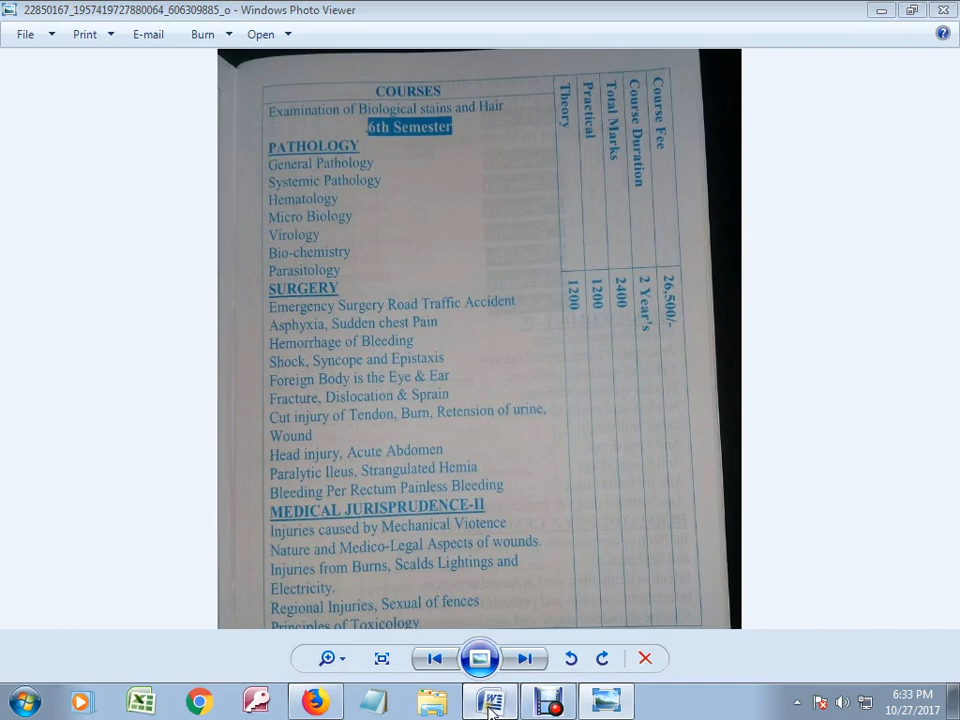 22850167_1957419727880064_606309885_o - Windows Photo Viewer
File Print E-mail Burn Open
COURSES
Theory
Practical
Total Marks
Course Duration
Course Fee
Examination of Biological stains and Hair
6th Semester
PATHOLOGY
General Pathology
Systemic Pathology
Hematology
Micro Biology
Virology
Bio-chemistry
Parasitology
1200
1200
2400
2 Year's
26,500/-
SURGERY
Emergency Surgery Road Traffic Accident
Asphyxia, Sudden chest Pain
Hemorrhage of Bleeding
Shock, Syncope and Epistaxis
Foreign Body is the Eye & Ear
Fracture, Dislocation & Sprain
Cut injury of Tendon, Burn, Retension of urine,
Wound
Head injury, Acute Abdomen
Paralytic Ileus, Strangulated Hemia
Bleeding Per Rectum Painless Bleeding
MEDICAL JURISPRUDENCE-II
Injuries caused by Mechanical Viotence
Nature and Medico-Legal Aspects of wounds.
Injuries from Burns, Scalds Lightings and
Electricity.
Regional Injuries, Sexual of fences
Principles of Toxicology
6:33 PM
10/27/2017